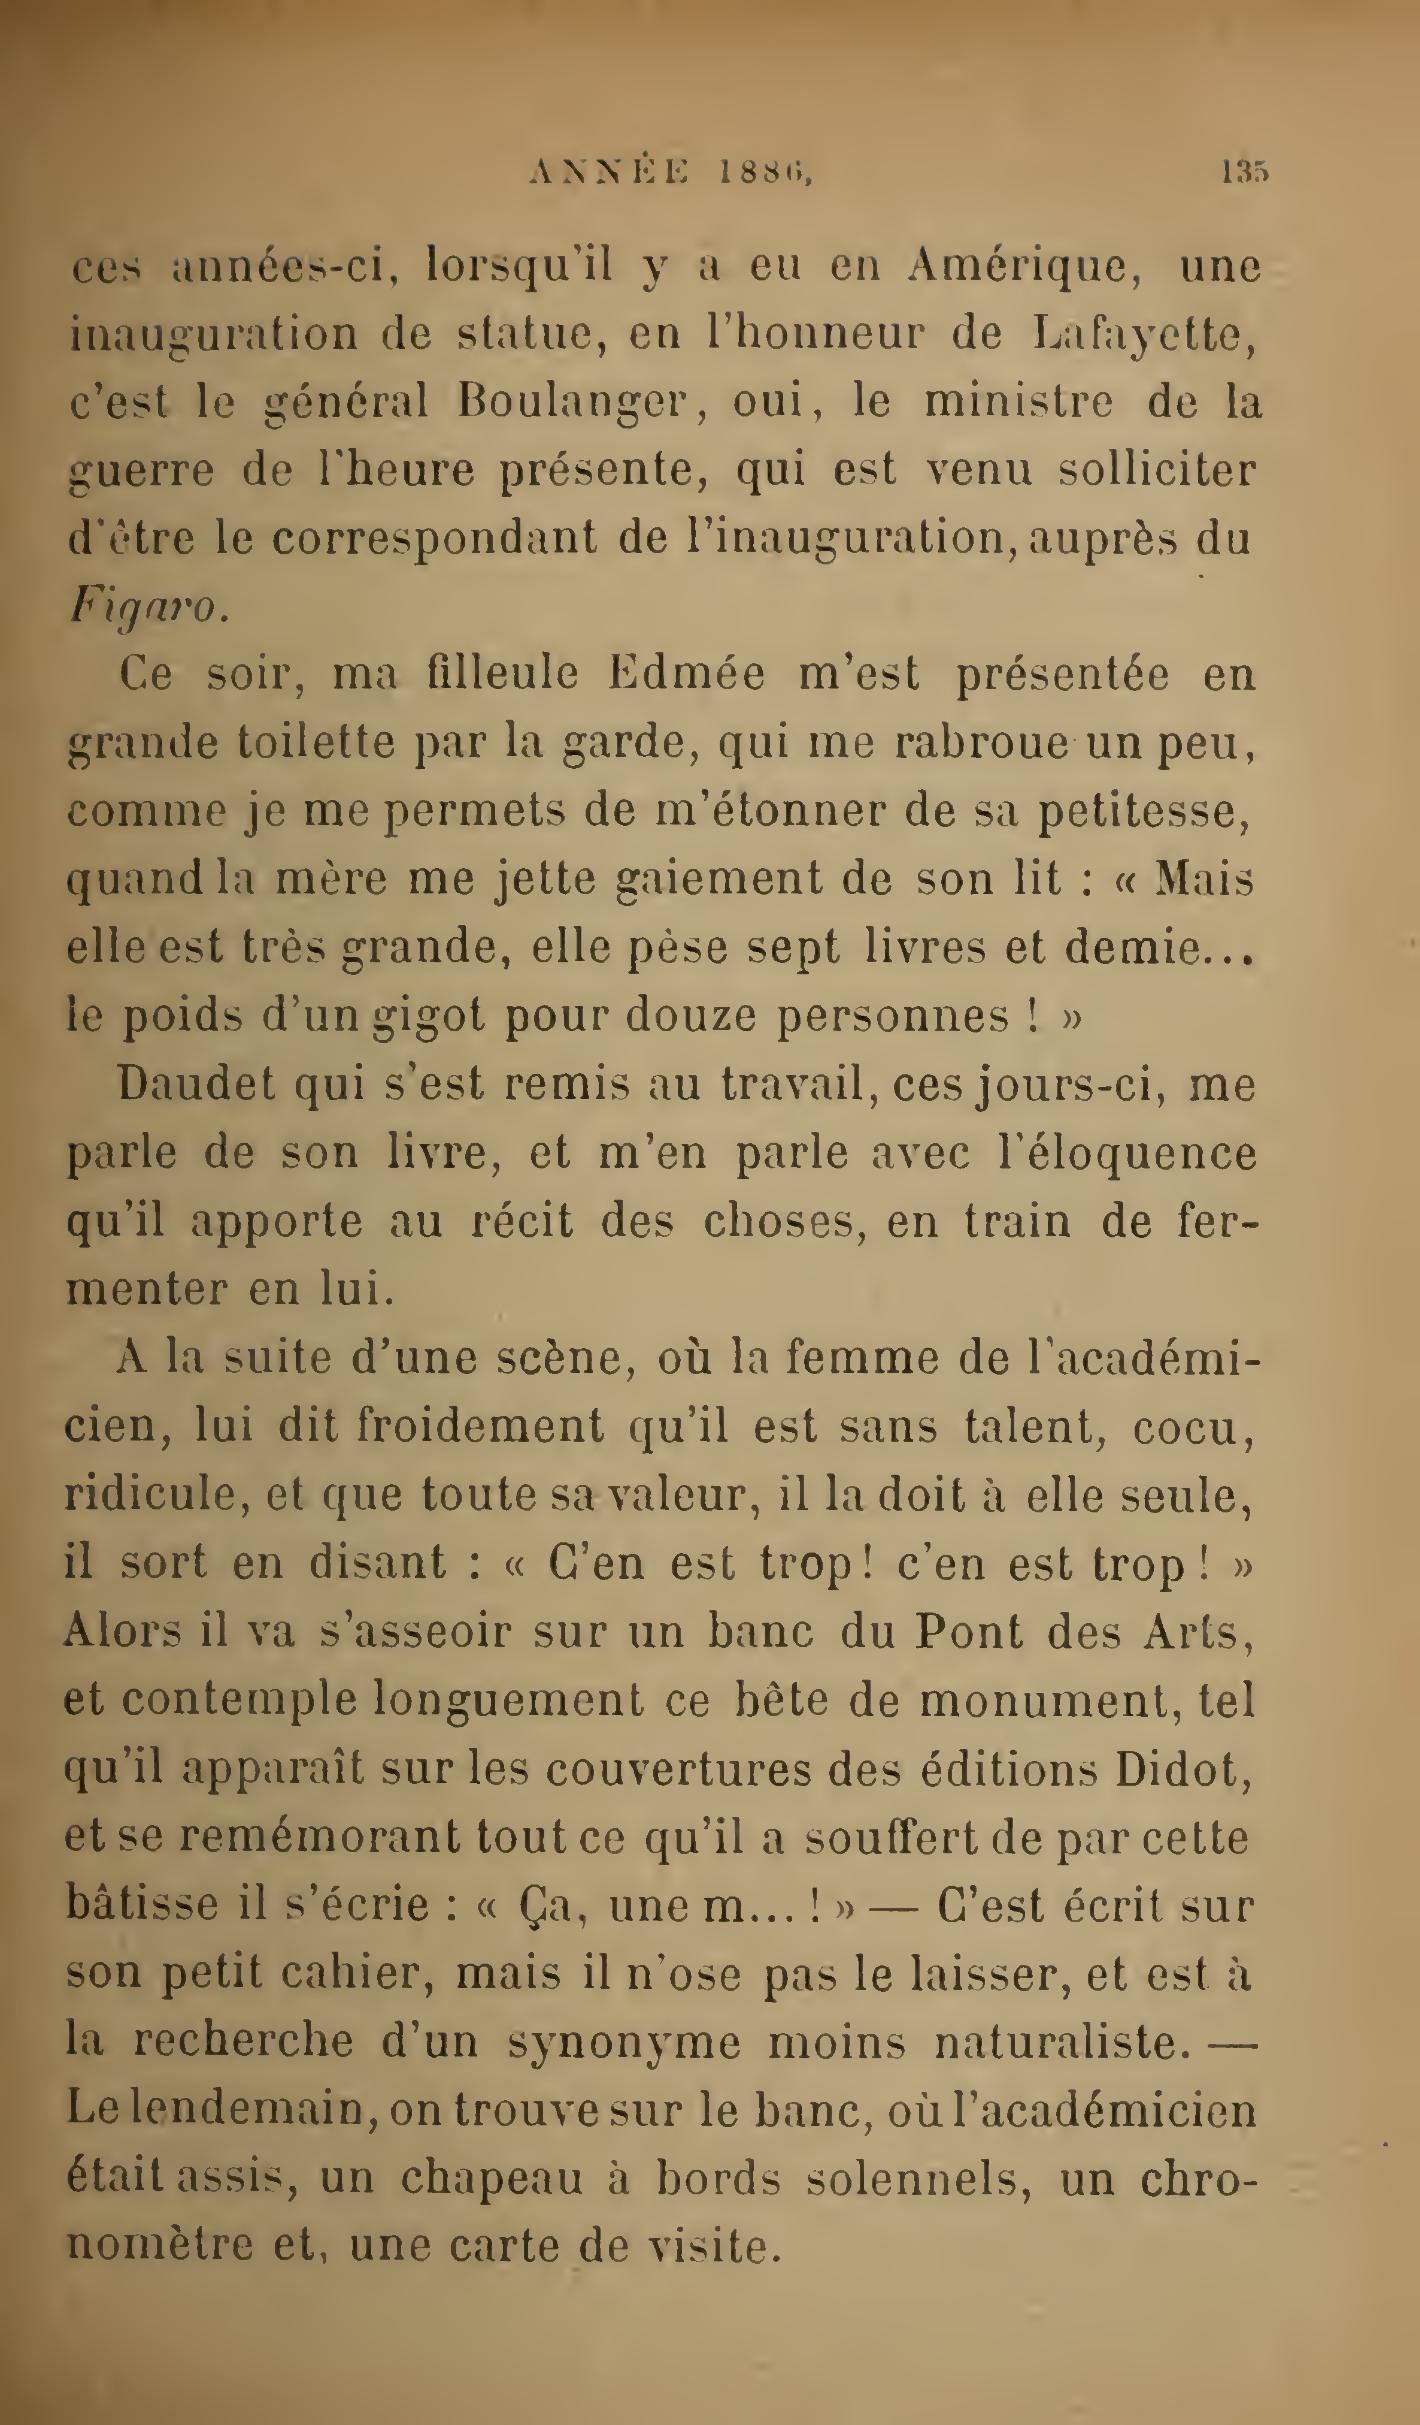 ANNÉE 1886, 135
ces années-ci, lorsqu'il y a eu en Amérique, une
inauguration de statue, en l'honneur de Lafayette,
c'est le général Boulanger, oui, le ministre de la
guerre de l'heure présente, qui est venu solliciter
d'être le correspondant de l'inauguration, auprès du
Figaro.
Ce soir, ma filleule Edmée m'est présentée en
grande toilette par la garde, qui me rabroue un peu,
comme je me permets de m'étonner de sa petitesse,
quand la mère me jette gaiement de son lit : « Mais
elle est très grande, elle pèse sept livres et demie...
le poids d'un gigot pour douze personnes ! »
Daudet qui s'est remis au travail, ces jours-ci, me
parle de son livre, et m'en parle avec l'éloquence
qu'il apporte au récit des choses, en train de fer-
menter en lui.
A la suite d'une scène, où la femme de l'académi-
cien, lui dit froidement qu'il est sans talent, cocu,
ridicule, et que toute sa valeur, il la doit à elle seule,
il sort en disant : « C'en est trop! c'en est trop ! »
Alors il va s'asseoir sur un banc du Pont des Arts,
et contemple longuement ce bête de monument, tel
qu'il apparaît sur les couvertures des éditions Didot,
et se remémorant tout ce qu'il a souffert de par cette
bâtisse il s'écrie : « Ça, une m... ! » — C'est écrit sur
son petit cahier, mais il n'ose pas le laisser, et est à
la recherche d'un synonyme moins naturaliste. —
Le lendemain, on trouve sur le banc, où l'académicien
était assis, un chapeau à bords solennels, un chro-
nomètre et, une carte de visite.